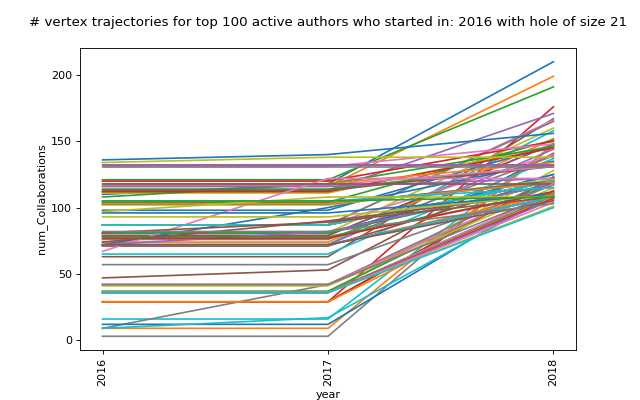 # vertex trajectories for top 100 active authors who started in: 2016 with hole of size 21
200
150
100
50
0
num_Collaborations
2016
2017
2018
year